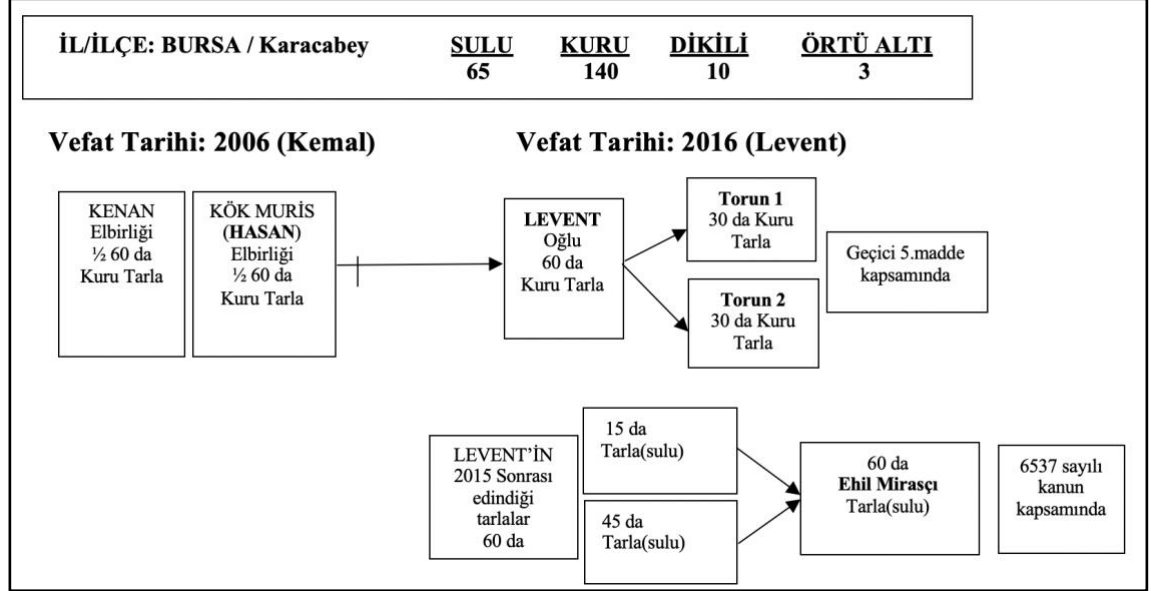 İL/İLÇE: BURSA / Karacabey SULU KURU DİKİLİ ÖRTÜ ALTI
65 140 10 3
Vefat Tarihi: 2006 (Kemal) Vefat Tarihi: 2016 (Levent)
KENAN
Elbirliği
½ 60 da
Kuru Tarla
KÖK MURİS
(HASAN)
Elbirliği
½ 60 da
Kuru Tarla
LEVENT
Oğlu
60 da
Kuru Tarla
Torun 1
30 da Kuru
Tarla
Torun 2
30 da Kuru
Tarla
Geçici 5.madde
kapsamında
LEVENT'İN
2015 Sonrası
edindiği
tarlalar
60 da
15 da
Tarla(sulu)
45 da
Tarla(sulu)
60 da
Ehil Mirasçı
Tarla(sulu)
6537 sayılı
kanun
kapsamında